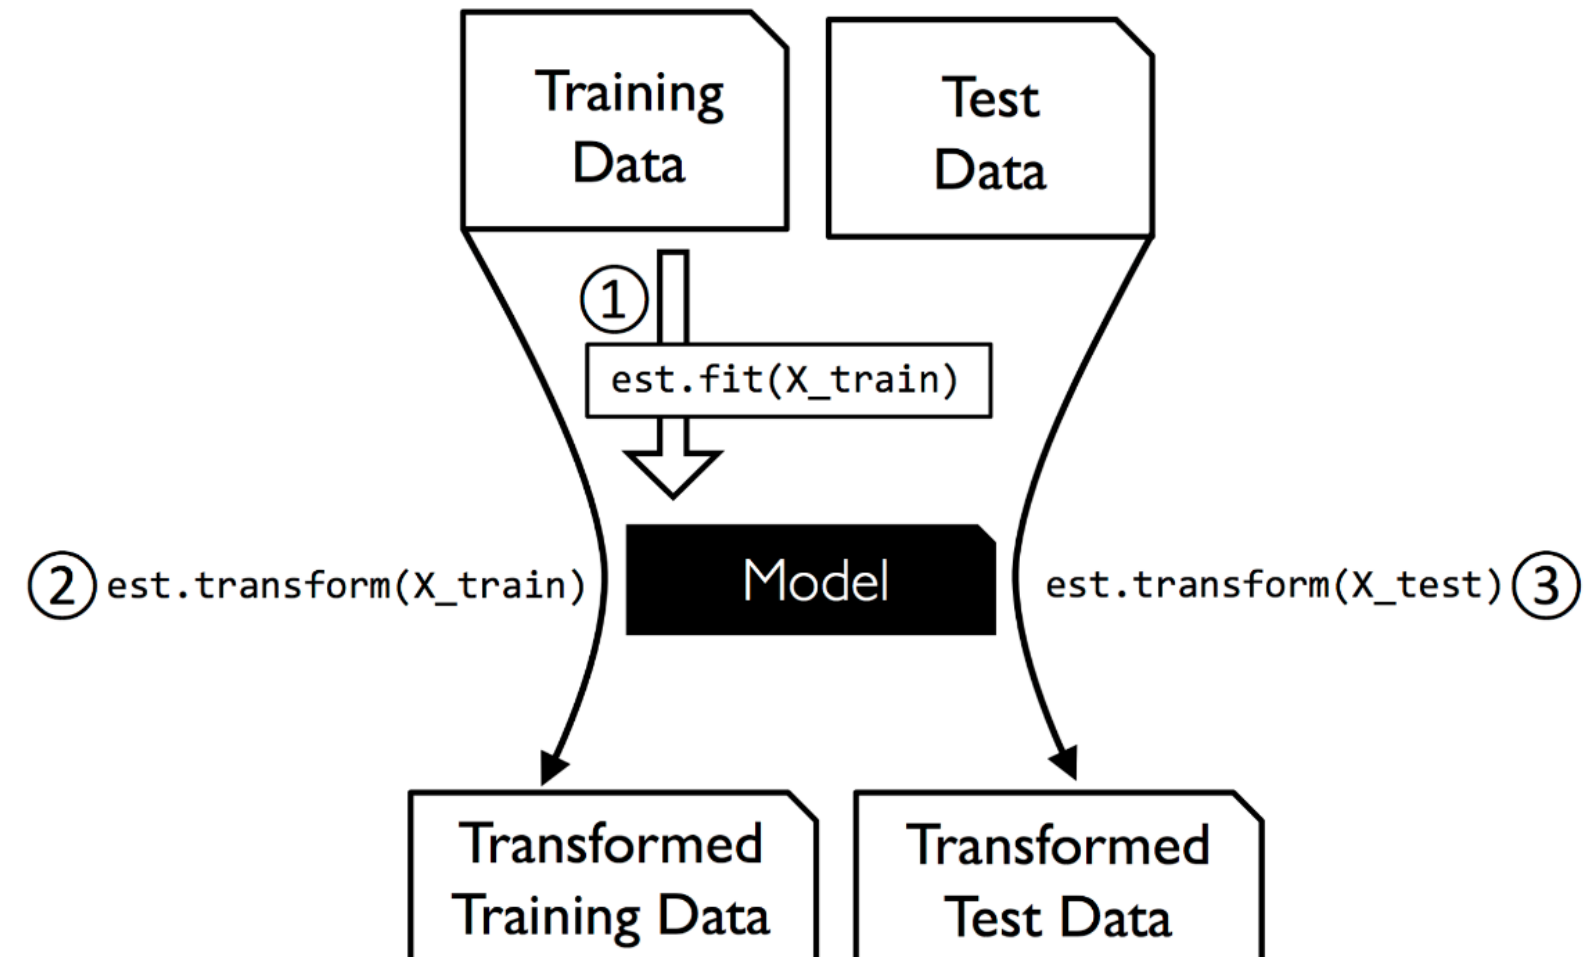 Training
Data
Test
Data
1
est.fit(X_train)
Model
2 est.transform(X_train)
est.transform(X_test) 3
Transformed
Training Data
Transformed
Test Data